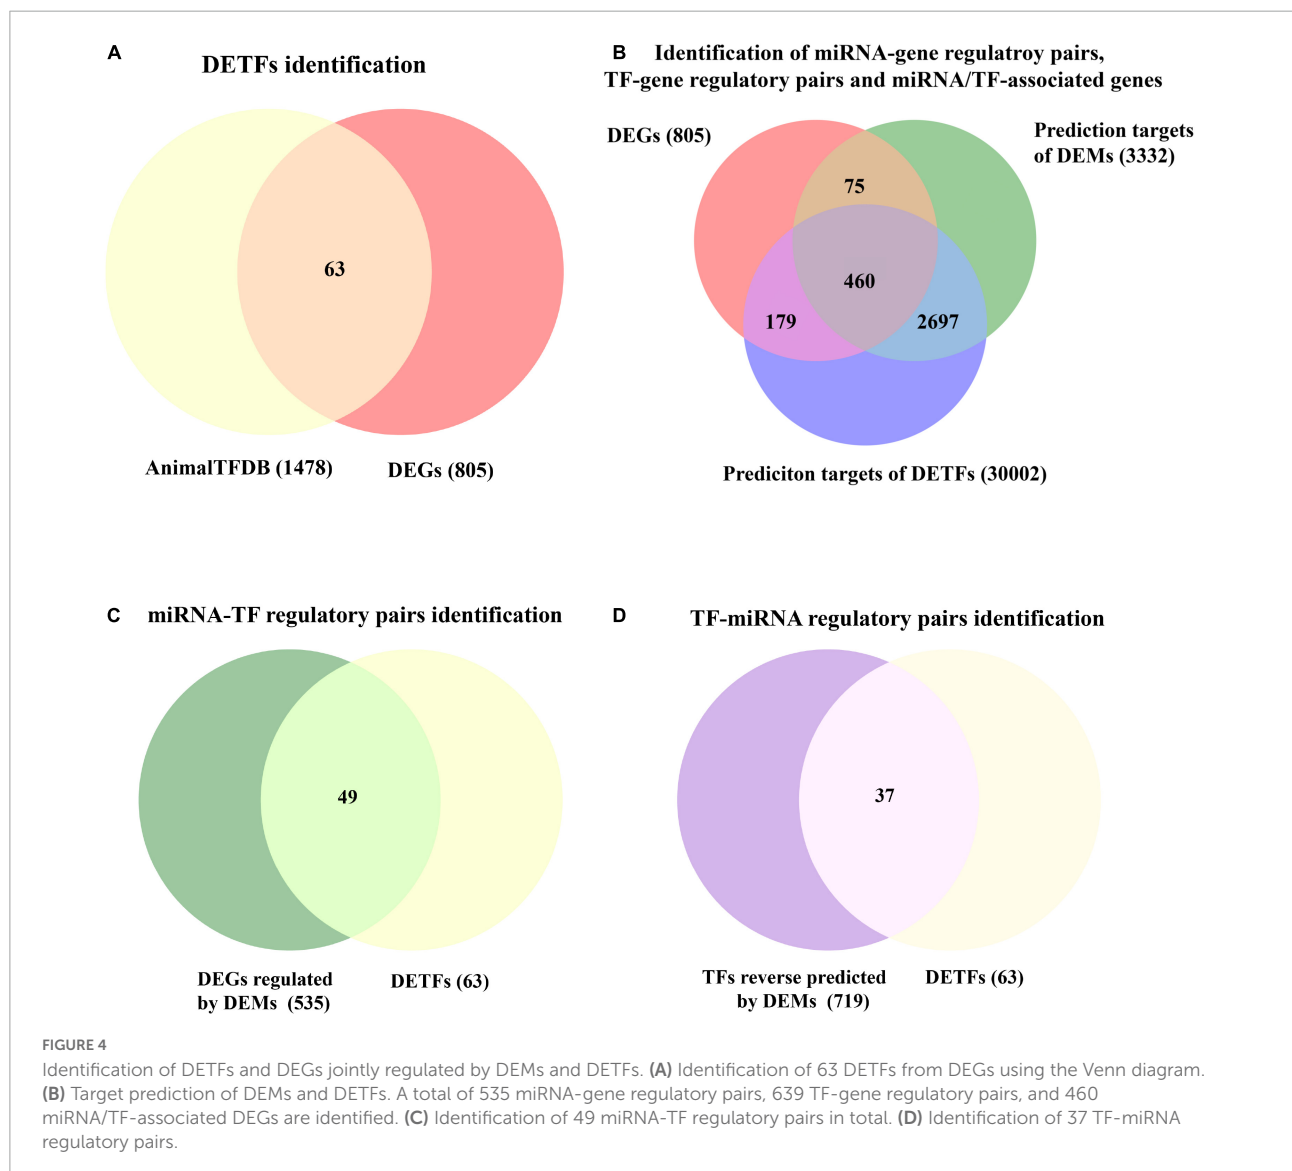 A
DETFs identification
63
AnimalTFDB (1478)
DEGs (805)
B
Identification of miRNA-gene regulatroy pairs,
TF-gene regulatory pairs and miRNA/TF-associated genes
DEGs (805)
Prediction targets
of DEMs (3332)
75
460
179
2697
Prediciton targets of DETFs (30002)
C
miRNA-TF regulatory pairs identification
49
DEGs regulated
by DEMs (535)
DETFs (63)
D
TF-miRNA regulatory pairs identification
37
TFs reverse predicted
by DEMs (719)
DETFs (63)
FIGURE 4
Identification of DETFs and DEGs jointly regulated by DEMs and DETFs. (A) Identification of 63 DETFs from DEGs using the Venn diagram.
(B) Target prediction of DEMs and DETFs. A total of 535 miRNA-gene regulatory pairs, 639 TF-gene regulatory pairs, and 460
miRNA/TF-associated DEGs are identified. (C) Identification of 49 miRNA-TF regulatory pairs in total. (D) Identification of 37 TF-miRNA
regulatory pairs.